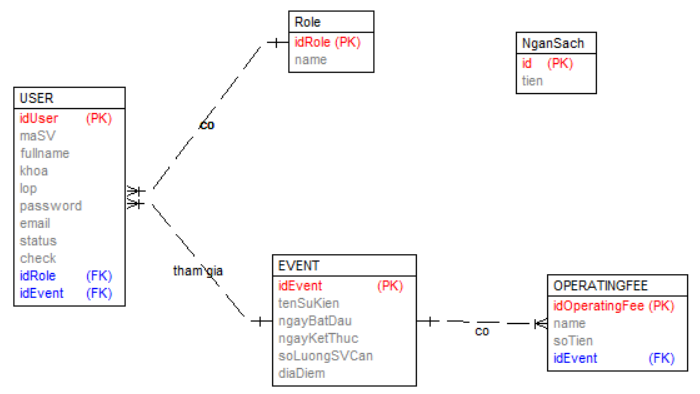 Role
idRole (PK)
name
NganSach
id (PK)
tien
USER
idUser (PK)
maSV
fullname
khoa
lop
password
email
status
check
idRole (FK)
idEvent (FK)
co
tham gia
EVENT
idEvent (PK)
tenSuKien
ngayBatDau
ngayKetThuc
soLuongSVCan
diaDiem
co
OPERATINGFEE
idOperatingFee (PK)
name
soTien
idEvent (FK)